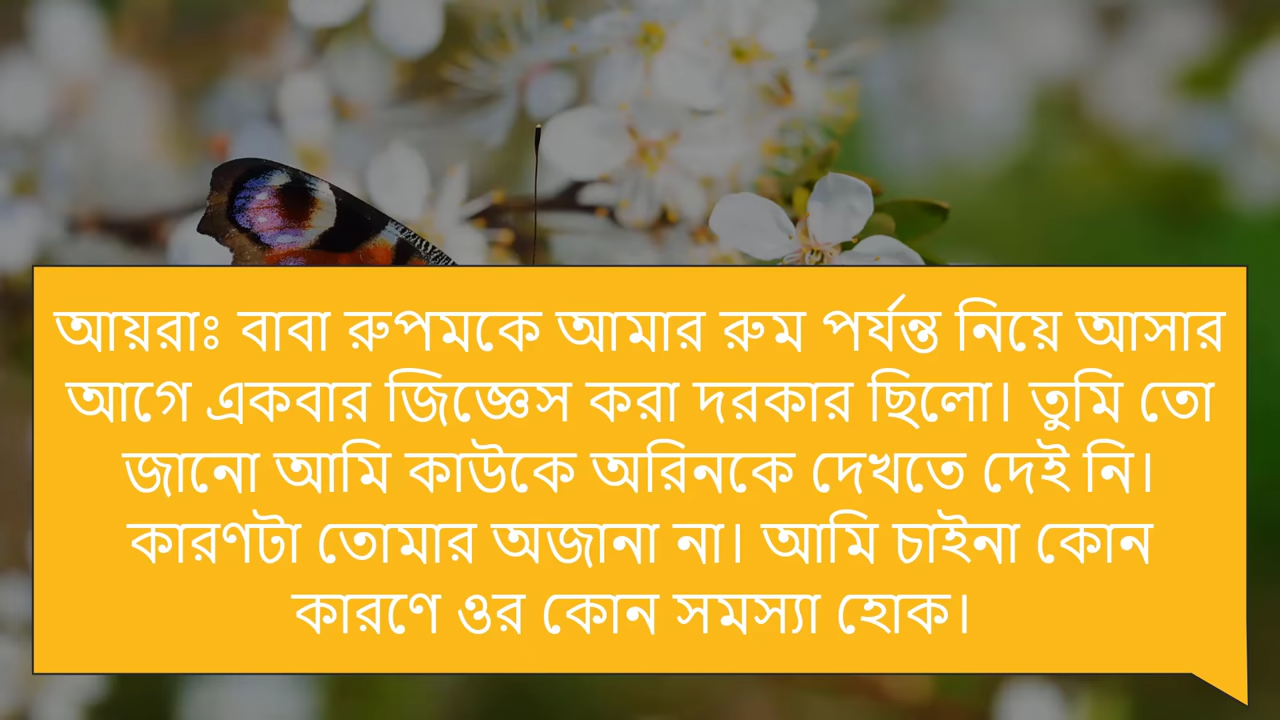 আয়রাঃ বাবা রুপমকে আমার রুম পর্যন্ত নিয়ে আসার
আগে একবার জিজ্ঞেস করা দরকার ছিলো। তুমি তো
জানো আমি কাউকে অরিনকে দেখতে দেই নি।
কারণটা তোমার অজানা না। আমি চাইনা কোন
কারণে ওর কোন সমস্যা হোক।